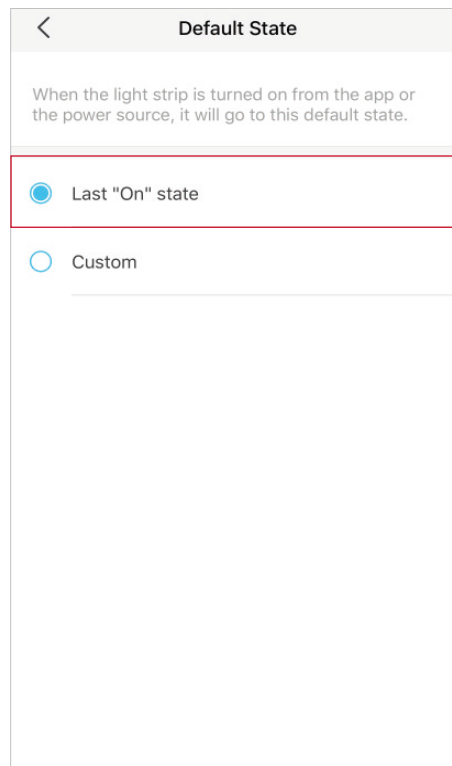 Default State
When the light strip is turned on from the app or
the power source, it will go to this default state.
Last "On" state
Custom